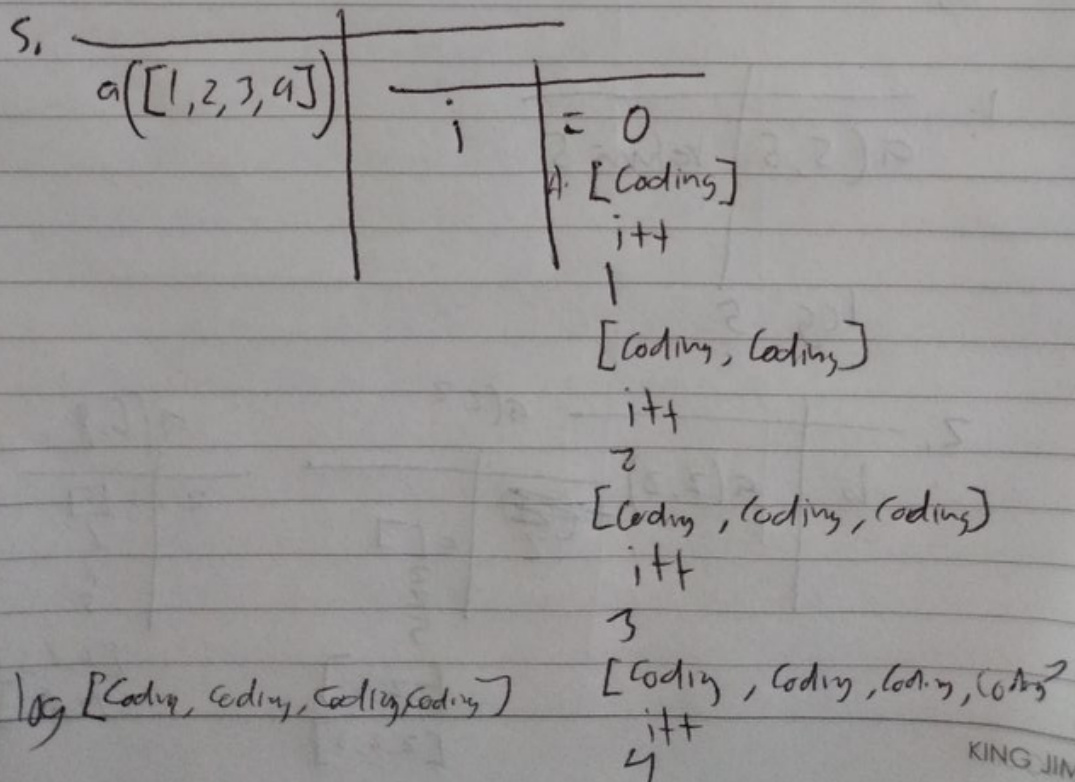 5.
a([1,2,3,4])
i = 0
[Coding]
i++
1
[Coding, Coding]
i++
2
[Coding, Coding, Coding]
i++
3
log [Coding, Coding, Coding, Coding] [Coding, Coding, Coding, Coding]
i++
4
KING JIM